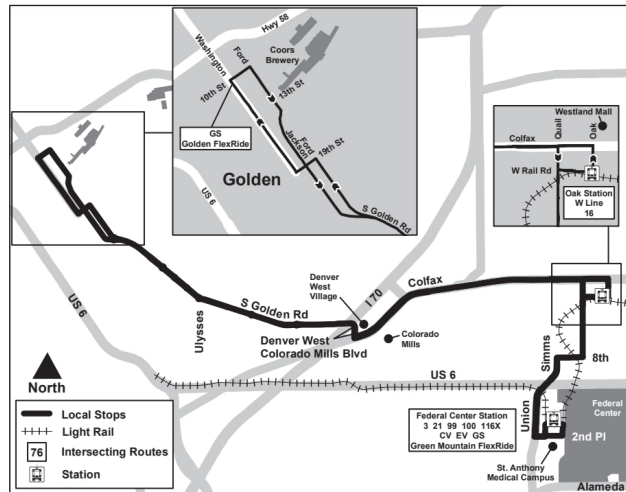 Hwy 58
Washington
Ford
Coors
Brewery
10th St
13th St
GS
Golden FlexRide
Ford
Jackson
19th St
Golden
US 6
S Golden Rd
Westland Mall
Quail
Oak
Colfax
W Rail Rd
Oak Station
W Line
16
US 6
Ulysses
S Golden Rd
Denver
West
Village
I 70
Colfax
Denver West
Colorado Mills Blvd
Colorado
Mills
Simms
8th
US 6
Union
Federal
Center
2nd Pl
Federal Center Station
3 21 99 100 116X
CV EV GS
Green Mountain FlexRide
St. Anthony
Medical Campus
Alameda
North
Local Stops
Light Rail
76 Intersecting Routes
Station